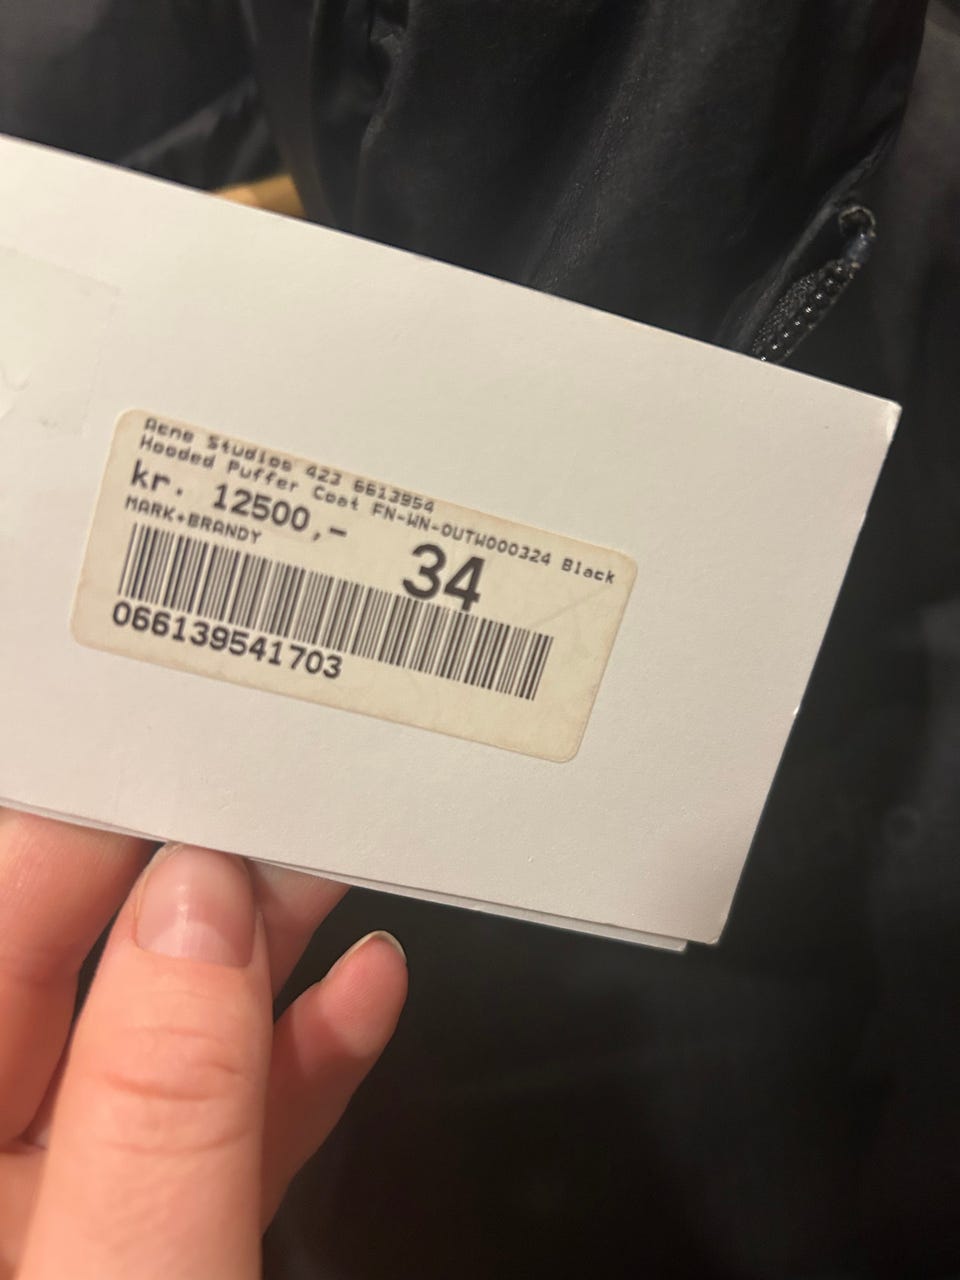 Acne Studios 423 6613954
Hooded Puffer Coat FN-WN-OUTW000324 Black
kr. 12500,-
MARK+BRANDY
34
066139541703